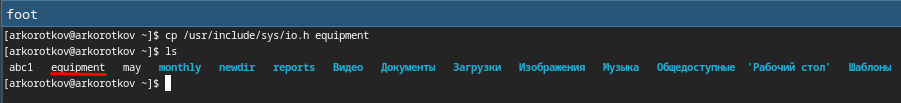 foot
[arkorotkov@arkorotkov ~]$ cp /usr/include/sys/io.h equipment
[arkorotkov@arkorotkov ~]$ ls
abc1 equipment may monthly newdir reports Видео Документы Загрузки Изображения Музыка Общедоступные 'Рабочий стол' Шаблоны
[arkorotkov@arkorotkov ~]$